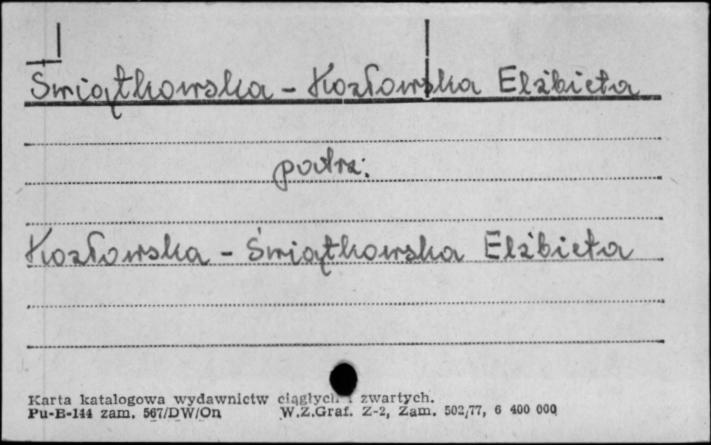 Świątkowska - Kozłowska Elżbieta
patrz:
Kozłowska - Świątkowska Elżbieta
Karta katalogowa wydawnictw ciągłych i zwartych.
Pu-B-144 zam. 567/DW/On W.Z.Graf. Z-2, Zam. 502/77, 6 400 000